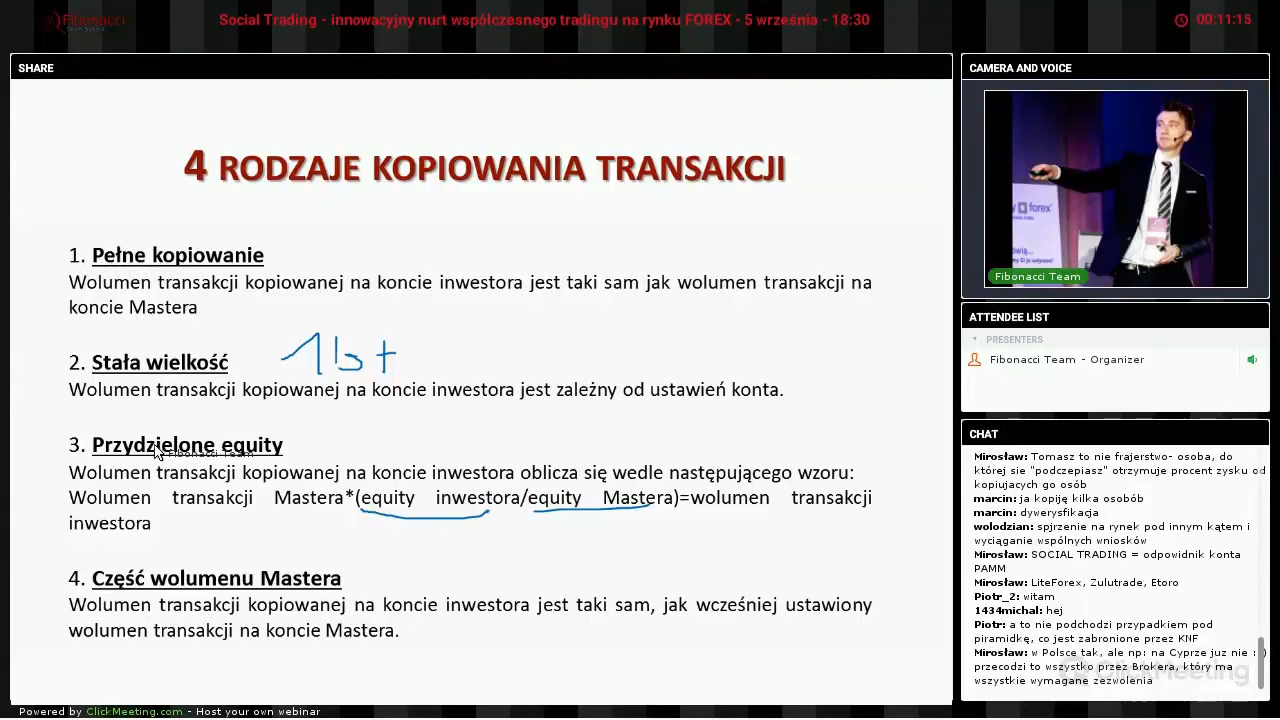 Fibonacci
Team School
Social Trading - innowacyjny nurt współczesnego tradingu na rynku FOREX - 5 września - 18:30
00:11:15
SHARE
4 RODZAJE KOPIOWANIA TRANSAKCJI
1. Pełne kopiowanie
Wolumen transakcji kopiowanej na koncie inwestora jest taki sam jak wolumen transakcji na
koncie Mastera
2. Stała wielkość
1 lot
Wolumen transakcji kopiowanej na koncie inwestora jest zależny od ustawień konta.
3. Przydzielone equity
Fibonacci Team
Wolumen transakcji kopiowanej na koncie inwestora oblicza się wedle następującego wzoru:
Wolumen transakcji Mastera*(equity inwestora/equity Mastera)=wolumen transakcji
inwestora
4. Część wolumenu Mastera
Wolumen transakcji kopiowanej na koncie inwestora jest taki sam, jak wcześniej ustawiony
wolumen transakcji na koncie Mastera.
CAMERA AND VOICE
forex
Fibonacci Team
ATTENDEE LIST
PRESENTERS
Fibonacci Team - Organizer
CHAT
Mirosław: Tomasz to nie frajerstwo- osoba, do
której sie "podczepiasz" otrzymuje procent zysku od
kopiujacych go osób
marcin: ja kopiję kilka osobób
marcin: dywerysfikacja
wolodzian: spjrzenie na rynek pod innym kątem i
wyciąganie wspólnych wniosków
Mirosław: SOCIAL TRADING = odpowidnik konta
PAMM
Mirosław: LiteForex, Zulutrade, Etoro
Piotr_2: witam
1434michal: hej
Piotr: a to nie podchodzi przypadkiem pod
piramidkę, co jest zabronione przez KNF
Mirosław: w Polsce tak, ale np: na Cyprze juz nie :)
przecodzi to wszystko przez Brokera, który ma
wszystkie wymagane zezwolenia
ClickMeeting
Powered by ClickMeeting.com - Host your own webinar